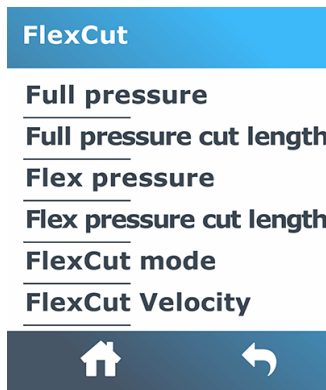 FlexCut
Full pressure
Full pressure cut length
Flex pressure
Flex pressure cut length
FlexCut mode
FlexCut Velocity